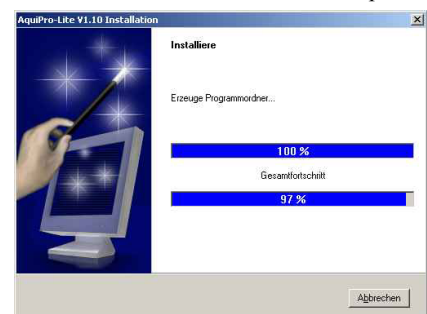 AquiPro-Lite V1.10 Installation
Installiere
Erzeuge Programmordner...
100 %
Gesamtfortschritt
97 %
Abbrechen